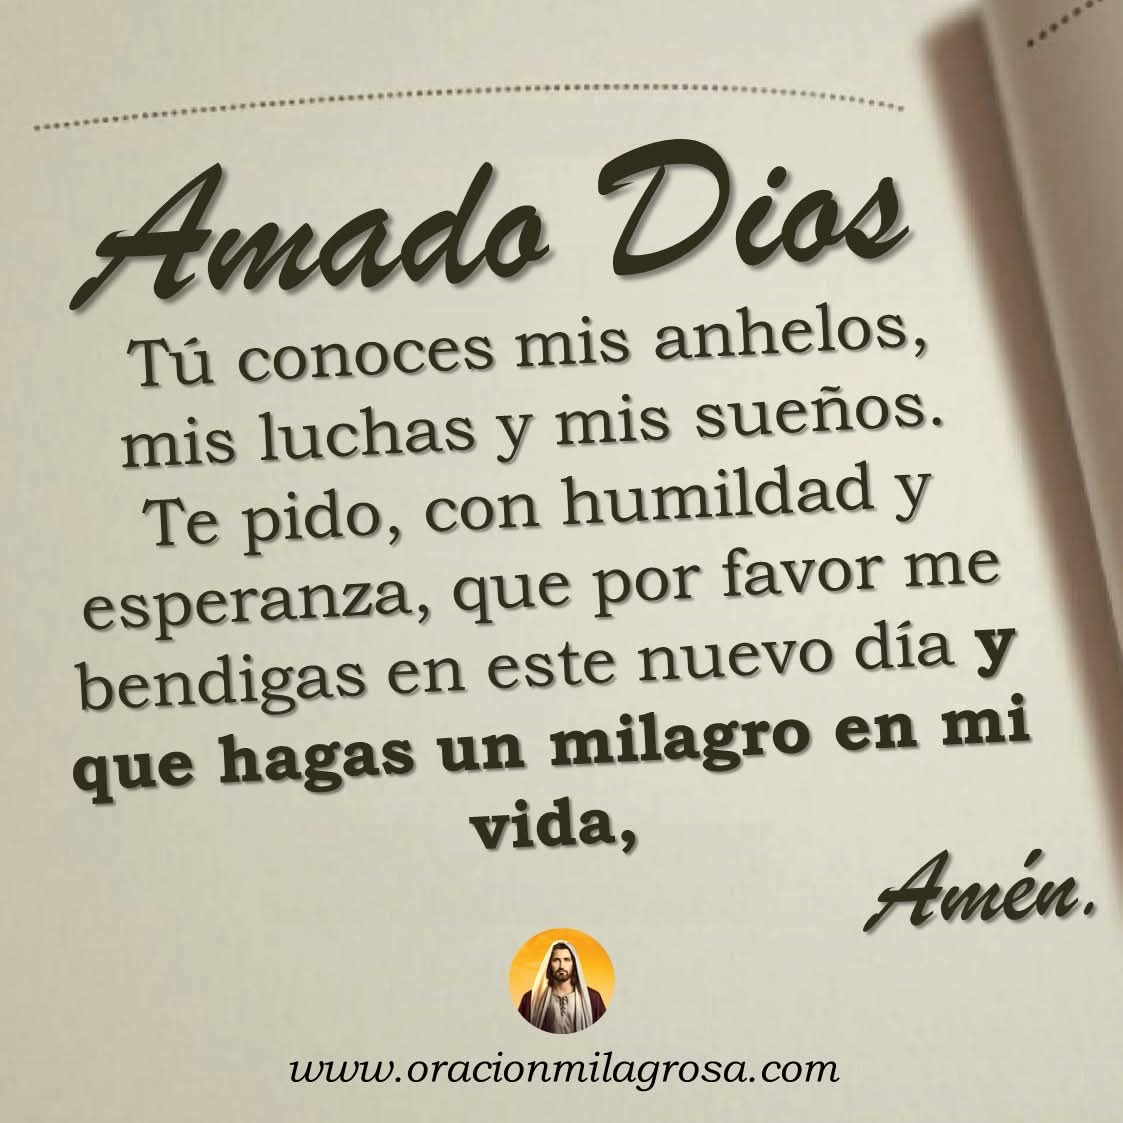 Amado Dios
Tú conoces mis anhelos,
mis luchas y mis sueños.
Te pido, con humildad y
esperanza, que por favor me
bendigas en este nuevo día y
que hagas un milagro en mi
vida,
Amén.
www.oracionmilagrosa.com